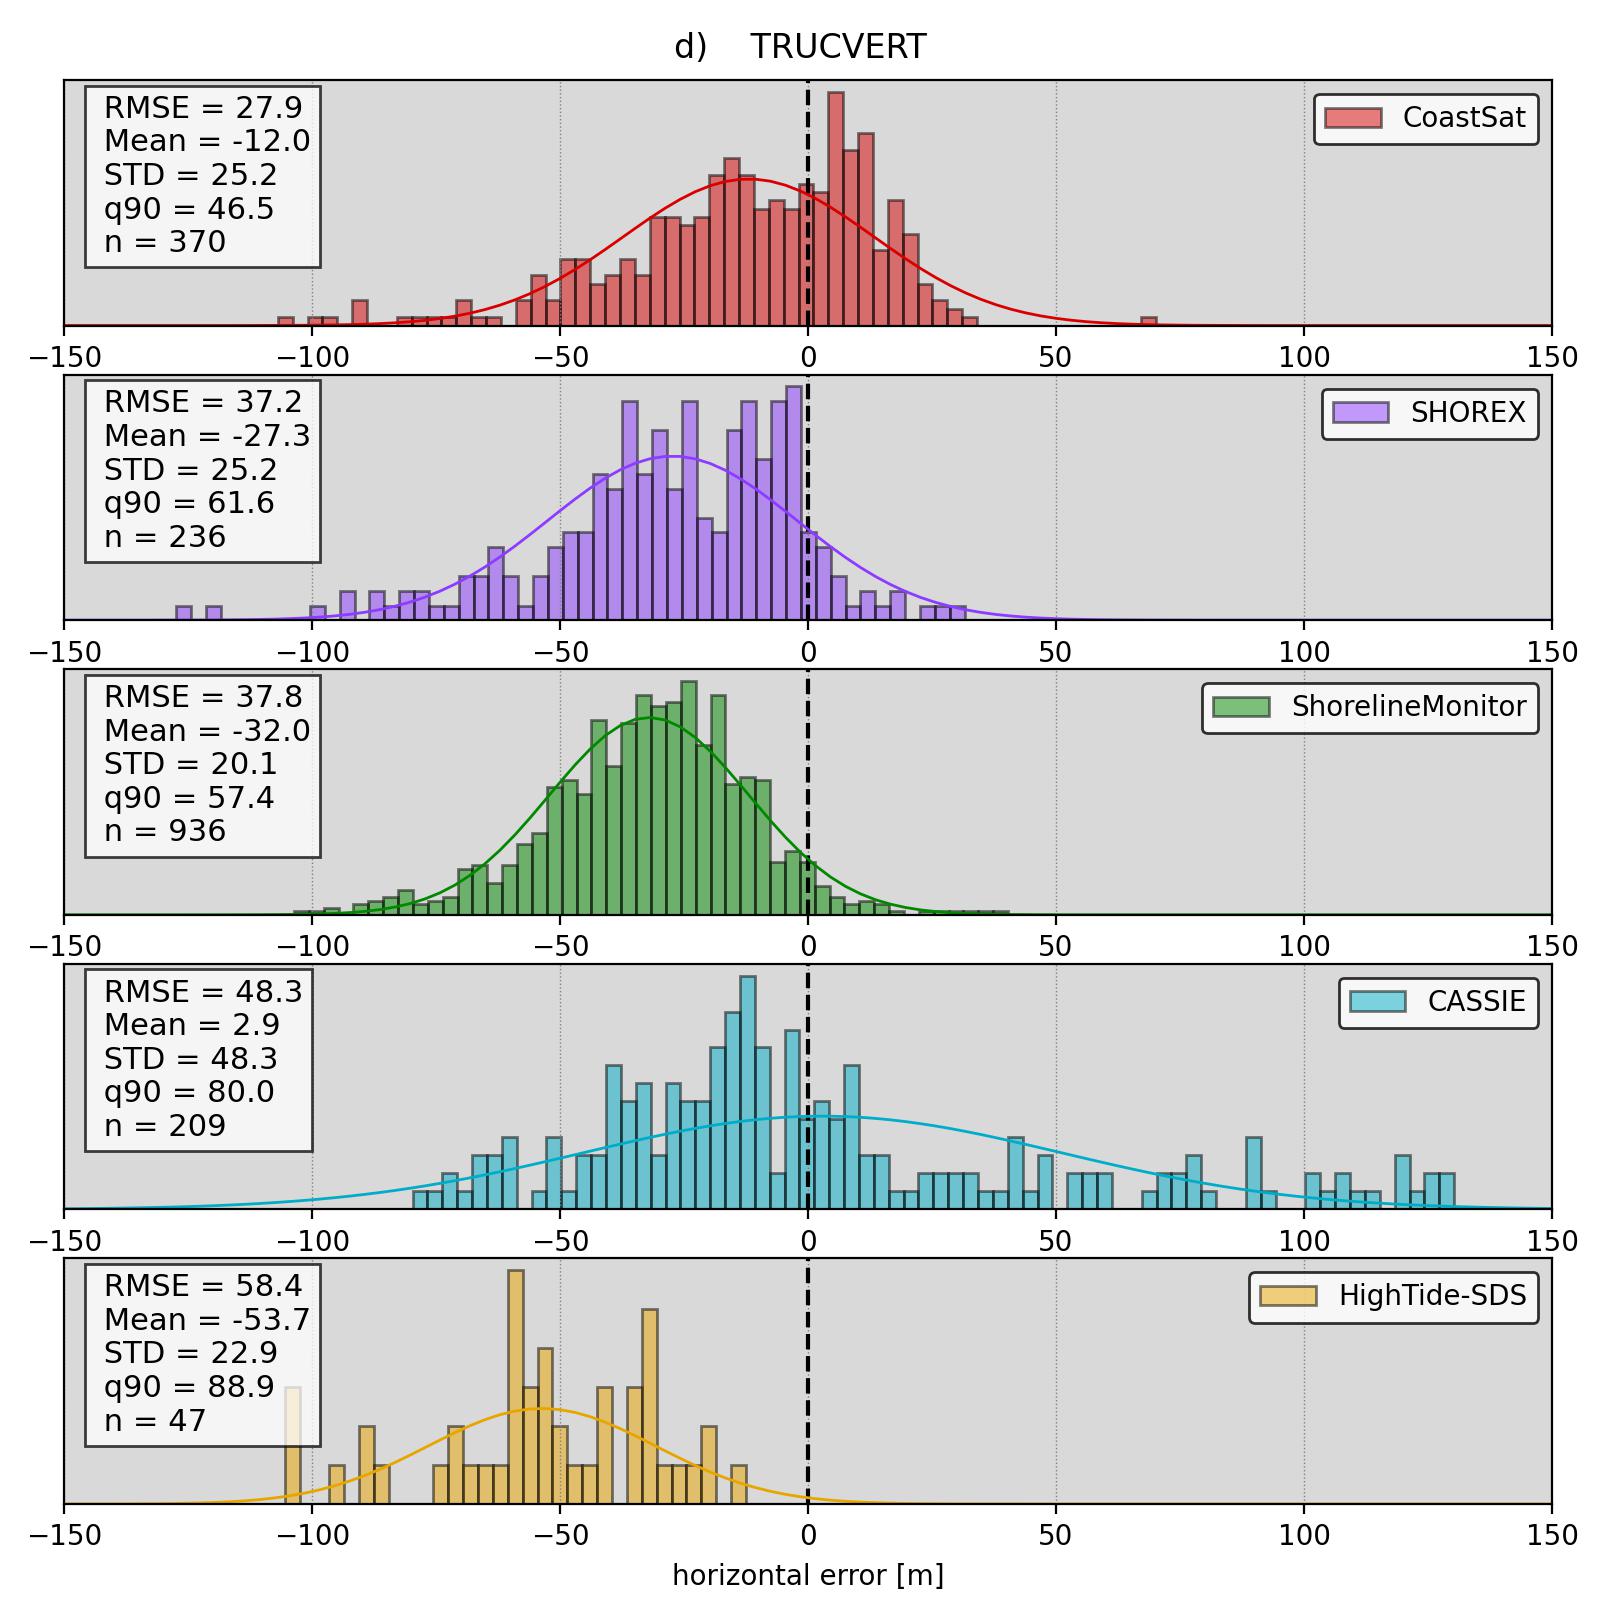 d) TRUCVERT
RMSE = 27.9
Mean = -12.0
STD = 25.2
q90 = 46.5
n = 370
CoastSat
−150 −100 −50 0 50 100 150
RMSE = 37.2
Mean = -27.3
STD = 25.2
q90 = 61.6
n = 236
SHOREX
−150 −100 −50 0 50 100 150
RMSE = 37.8
Mean = -32.0
STD = 20.1
q90 = 57.4
n = 936
ShorelineMonitor
−150 −100 −50 0 50 100 150
RMSE = 48.3
Mean = 2.9
STD = 48.3
q90 = 80.0
n = 209
CASSIE
−150 −100 −50 0 50 100 150
RMSE = 58.4
Mean = -53.7
STD = 22.9
q90 = 88.9
n = 47
HighTide-SDS
−150 −100 −50 0 50 100 150
horizontal error [m]